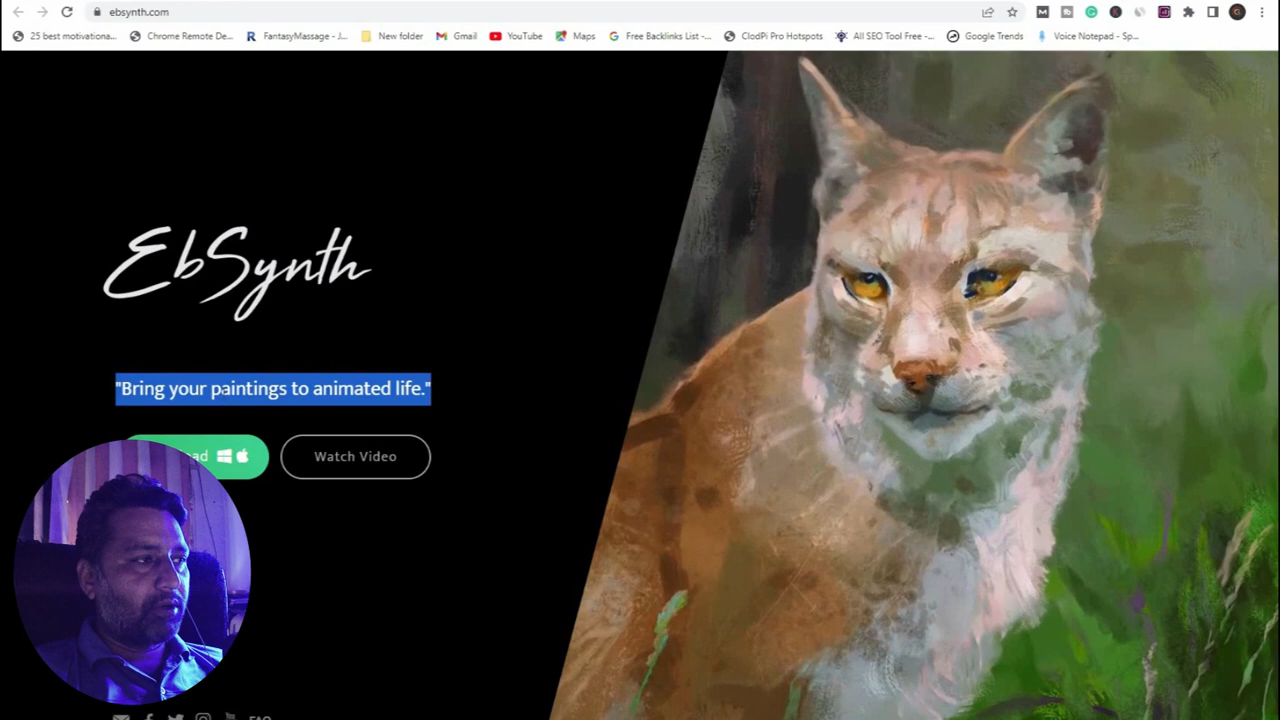 ebsynth.com
25 best motivationa...
Chrome Remote De...
FantasyMassage - J...
New folder
Gmail
YouTube
Maps
Free Backlinks List -...
ClodPi Pro Hotspots
All SEO Tool Free -...
Google Trends
Voice Notepad - Sp...
EbSynth
"Bring your paintings to animated life."
Watch Video